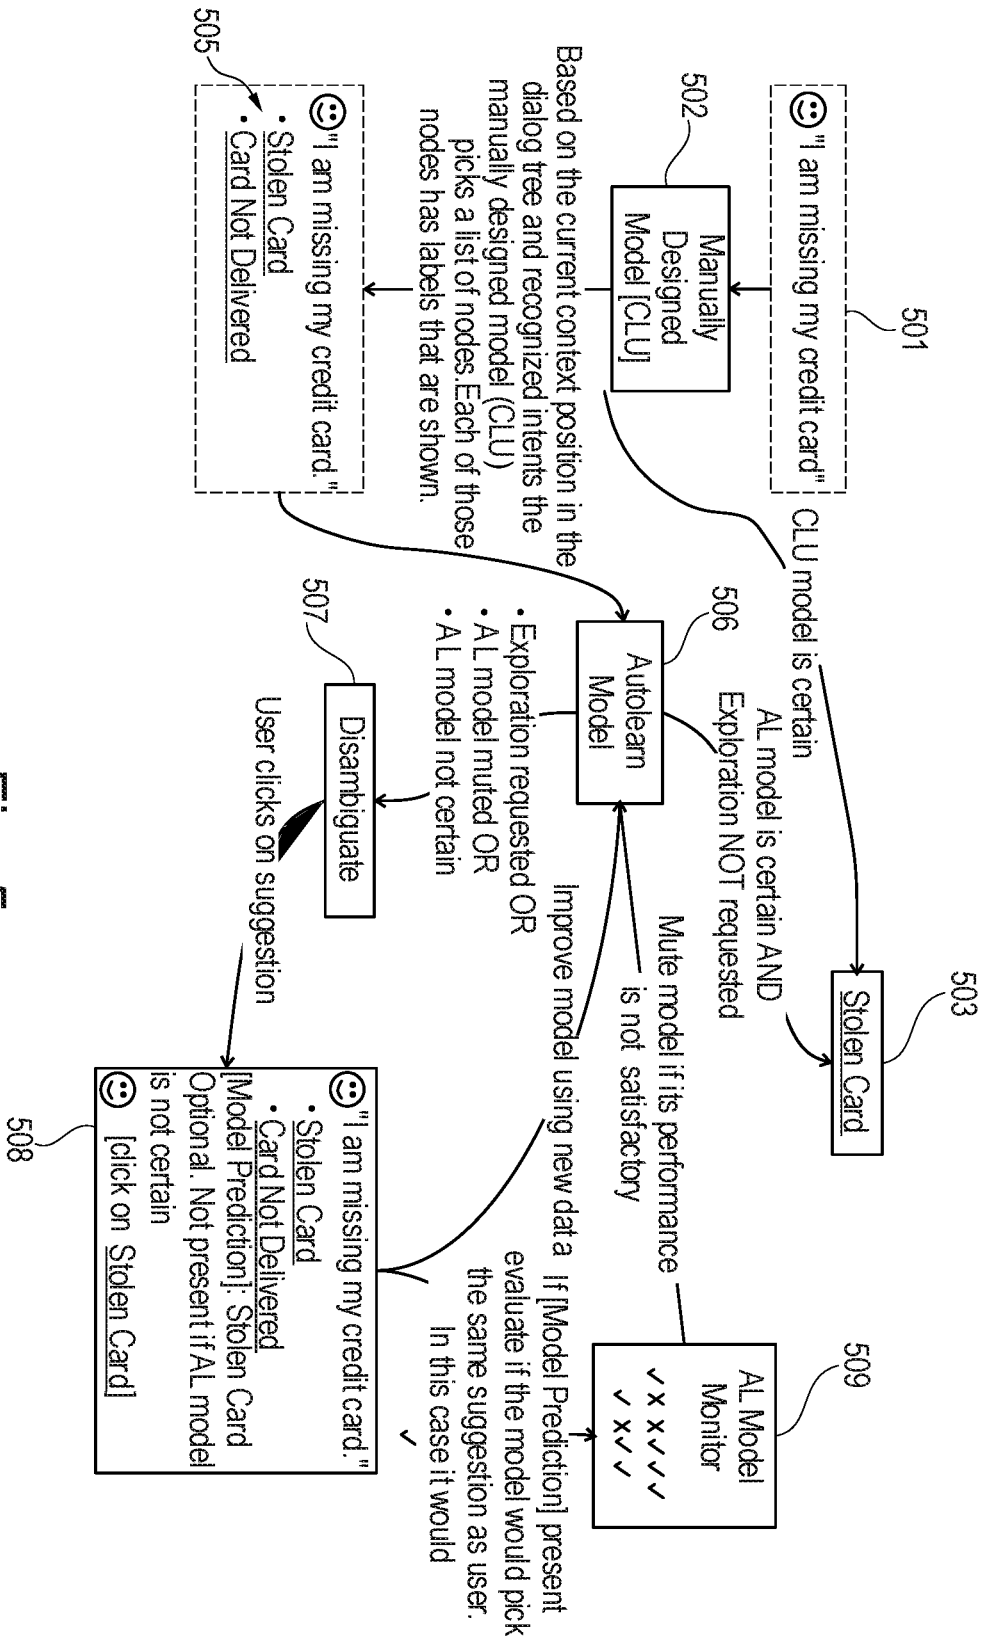 501
"I am missing my credit card"
502
Manually
Designed
Model [CLU]
CLU model is certain
503
Stolen Card
Based on the current context position in the
dialog tree and recognized intents the
manually designed model (CLU)
picks a list of nodes.Each of those
nodes has labels that are shown.
505
"I am missing my credit card."
• Stolen Card
• Card Not Delivered
506
Autolearn
Model
AL model is certain AND
Exploration NOT requested
• Exploration requested OR
• AL model muted OR
• AL model not certain
507
Disambiguate
User clicks on suggestion
Mute model if its performance
is not satisfactory
Improve model using new data
508
"I am missing my credit card."
• Stolen Card
• Card Not Delivered
[Model Prediction]: Stolen Card
Optional. Not present if AL model
is not certain
[click on Stolen Card]
509
AL Model
Monitor
✓ X X ✓ ✓ ✓
✓ X ✓ ✓
If [Model Prediction] present
evaluate if the model would pick
the same suggestion as user.
In this case it would
✓